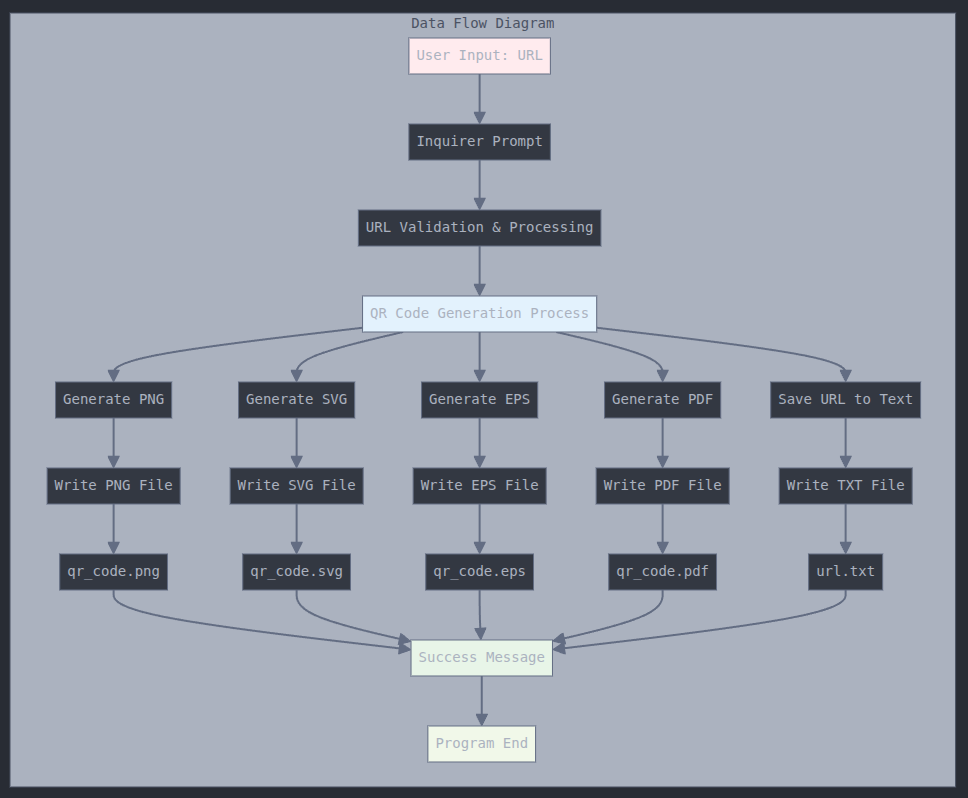 Data Flow Diagram
User Input: URL
Inquirer Prompt
URL Validation & Processing
QR Code Generation Process
Generate PNG
Generate SVG
Generate EPS
Generate PDF
Save URL to Text
Write PNG File
Write SVG File
Write EPS File
Write PDF File
Write TXT File
qr_code.png
qr_code.svg
qr_code.eps
qr_code.pdf
url.txt
Success Message
Program End